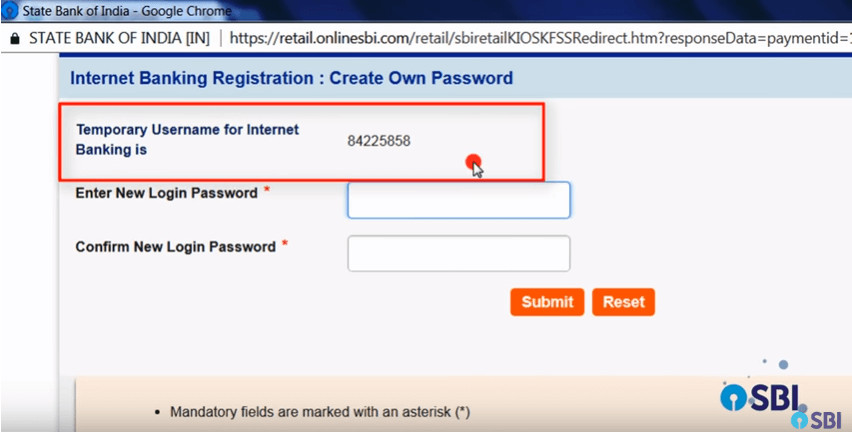 State Bank of India - Google Chrome
STATE BANK OF INDIA [IN] | https://retail.onlinesbi.com/retail/sbiretailKIOSKFSSRedirect.htm?responseData=paymentid=
Internet Banking Registration : Create Own Password
Temporary Username for Internet
Banking is
84225858
Enter New Login Password *
Confirm New Login Password *
Submit Reset
• Mandatory fields are marked with an asterisk (*)
SBI
SBI